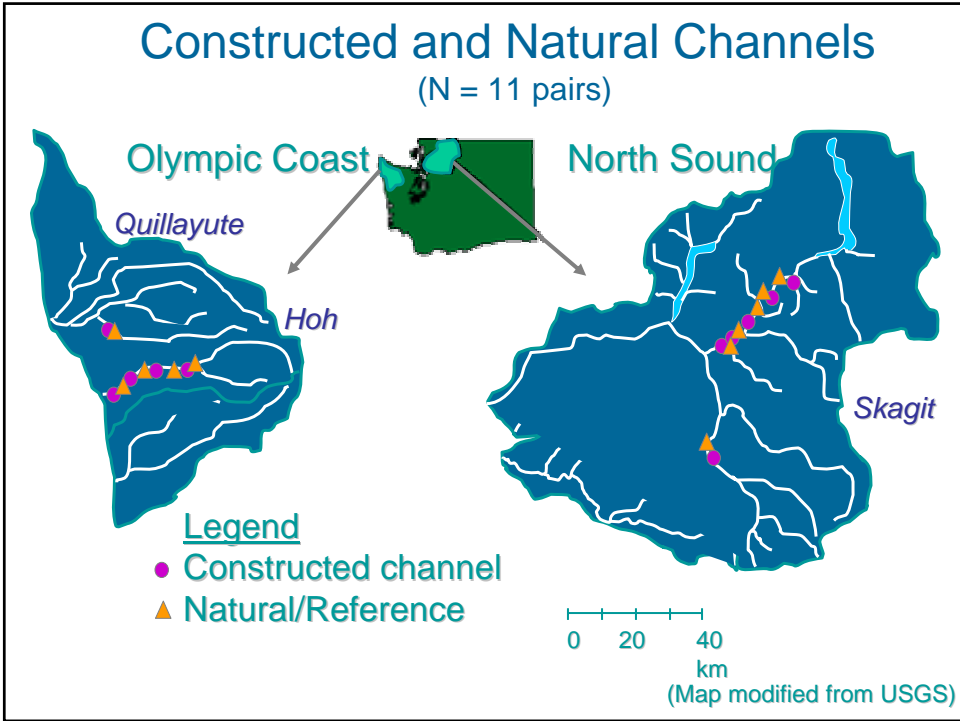 Constructed and Natural Channels
(N = 11 pairs)
Olympic Coast
North Sound
Quillayute
Hoh
Skagit
Legend
Constructed channel
Natural/Reference
0 20 40
km
(Map modified from USGS)